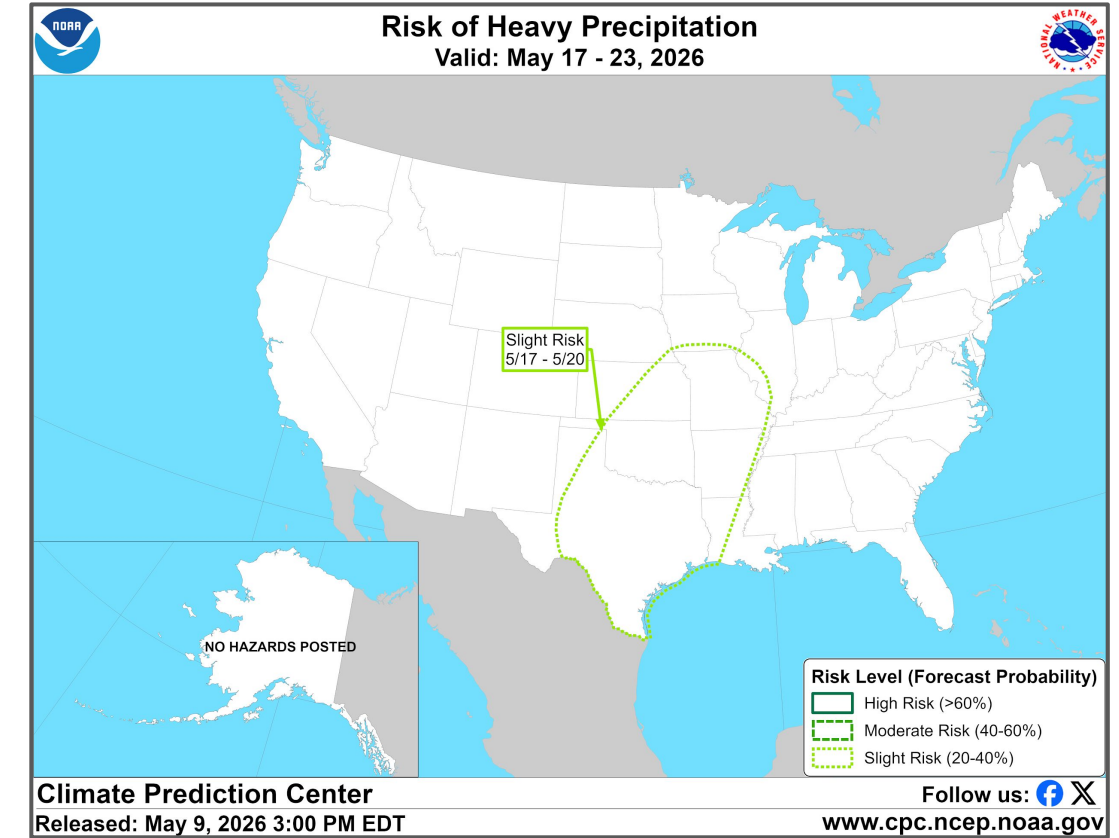 NOAA
Risk of Heavy Precipitation
Valid: May 17 - 23, 2026
NATIONAL WEATHER SERVICE
Slight Risk
5/17 - 5/20
NO HAZARDS POSTED
Risk Level (Forecast Probability)
High Risk (>60%)
Moderate Risk (40-60%)
Slight Risk (20-40%)
Climate Prediction Center
Follow us:
Released: May 9, 2026 3:00 PM EDT
www.cpc.ncep.noaa.gov